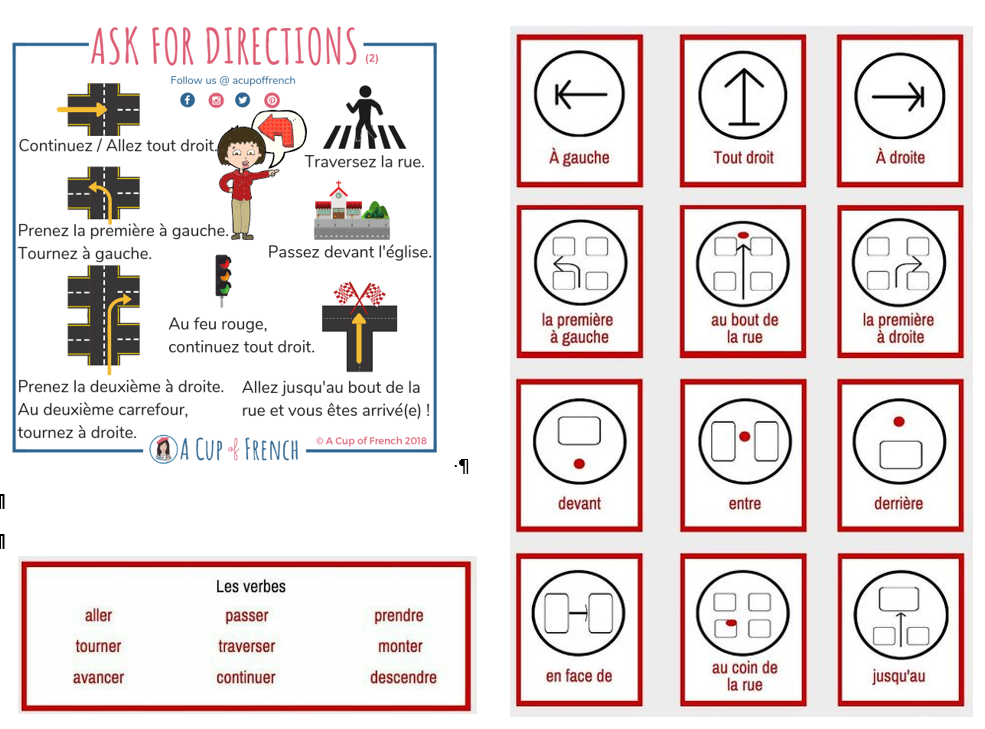 ASK FOR DIRECTIONS (2)
Follow us @ acupoffrench
Continuez / Allez tout droit.
Traversez la rue.
Prenez la première à gauche.
Tournez à gauche.
Passez devant l'église.
Au feu rouge,
continuez tout droit.
Prenez la deuxième à droite.
Au deuxième carrefour,
tournez à droite.
Allez jusqu'au bout de la
rue et vous êtes arrivé(e) !
A CUP of FRENCH
© A Cup of French 2018
·¶
¶
¶
Les verbes
aller passer prendre
tourner traverser monter
avancer continuer descendre
À gauche
Tout droit
À droite
la première
à gauche
au bout de
la rue
la première
à droite
devant
entre
derrière
en face de
au coin de
la rue
jusqu'au